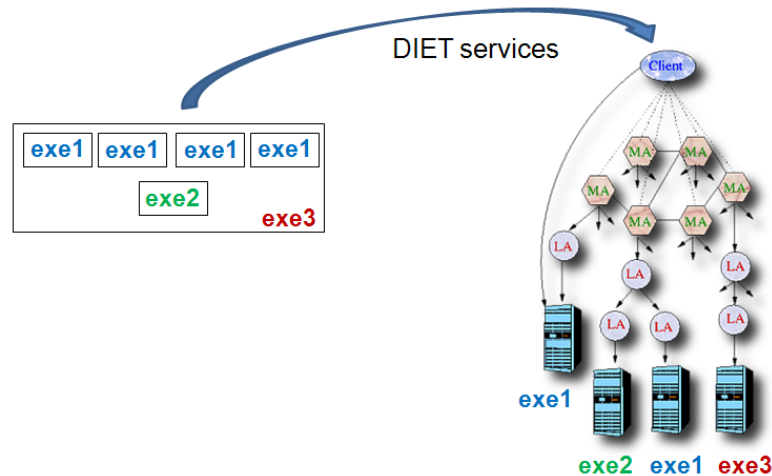 DIET services
Client
exe1 exe1 exe1 exe1
exe2
exe3
MA MA
MA MA
MA MA
LA
LA LA
LA LA LA
exe1
exe2 exe1 exe3